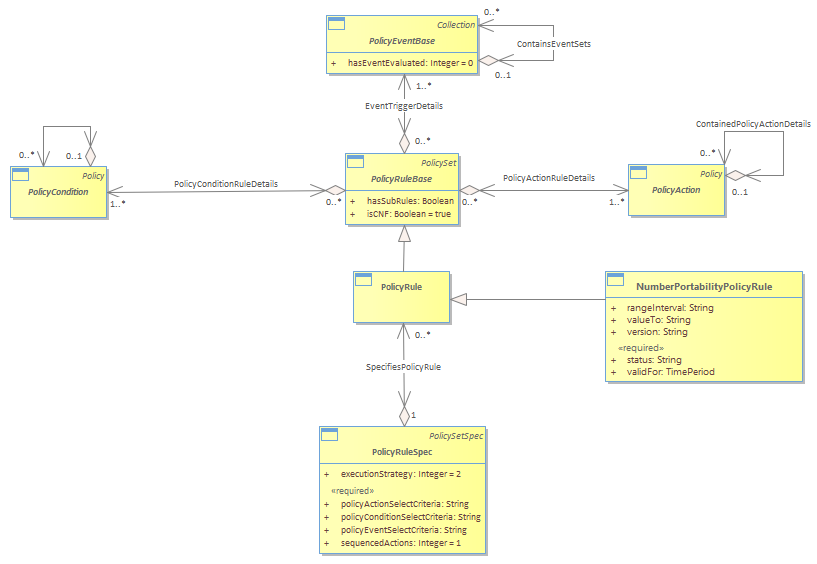 0..*
Collection
PolicyEventBase
ContainsEventSets
+ hasEventEvaluated: Integer = 0
0..1
1..*
EventTriggerDetails
ContainedPolicyActionDetails
0..*
0..*
0..1
PolicySet
0..*
Policy
PolicyCondition
PolicyConditionRuleDetails
PolicyRuleBase
PolicyActionRuleDetails
Policy
PolicyAction
0..1
1..*
0..*
+ hasSubRules: Boolean
+ isCNF: Boolean = true
0..*
1..*
PolicyRule
NumberPortabilityPolicyRule
+ rangeInterval: String
+ valueTo: String
+ version: String
«required»
+ status: String
+ validFor: TimePeriod
0..*
SpecifiesPolicyRule
1
PolicySetSpec
PolicyRuleSpec
+ executionStrategy: Integer = 2
«required»
+ policyActionSelectCriteria: String
+ policyConditionSelectCriteria: String
+ policyEventSelectCriteria: String
+ sequencedActions: Integer = 1